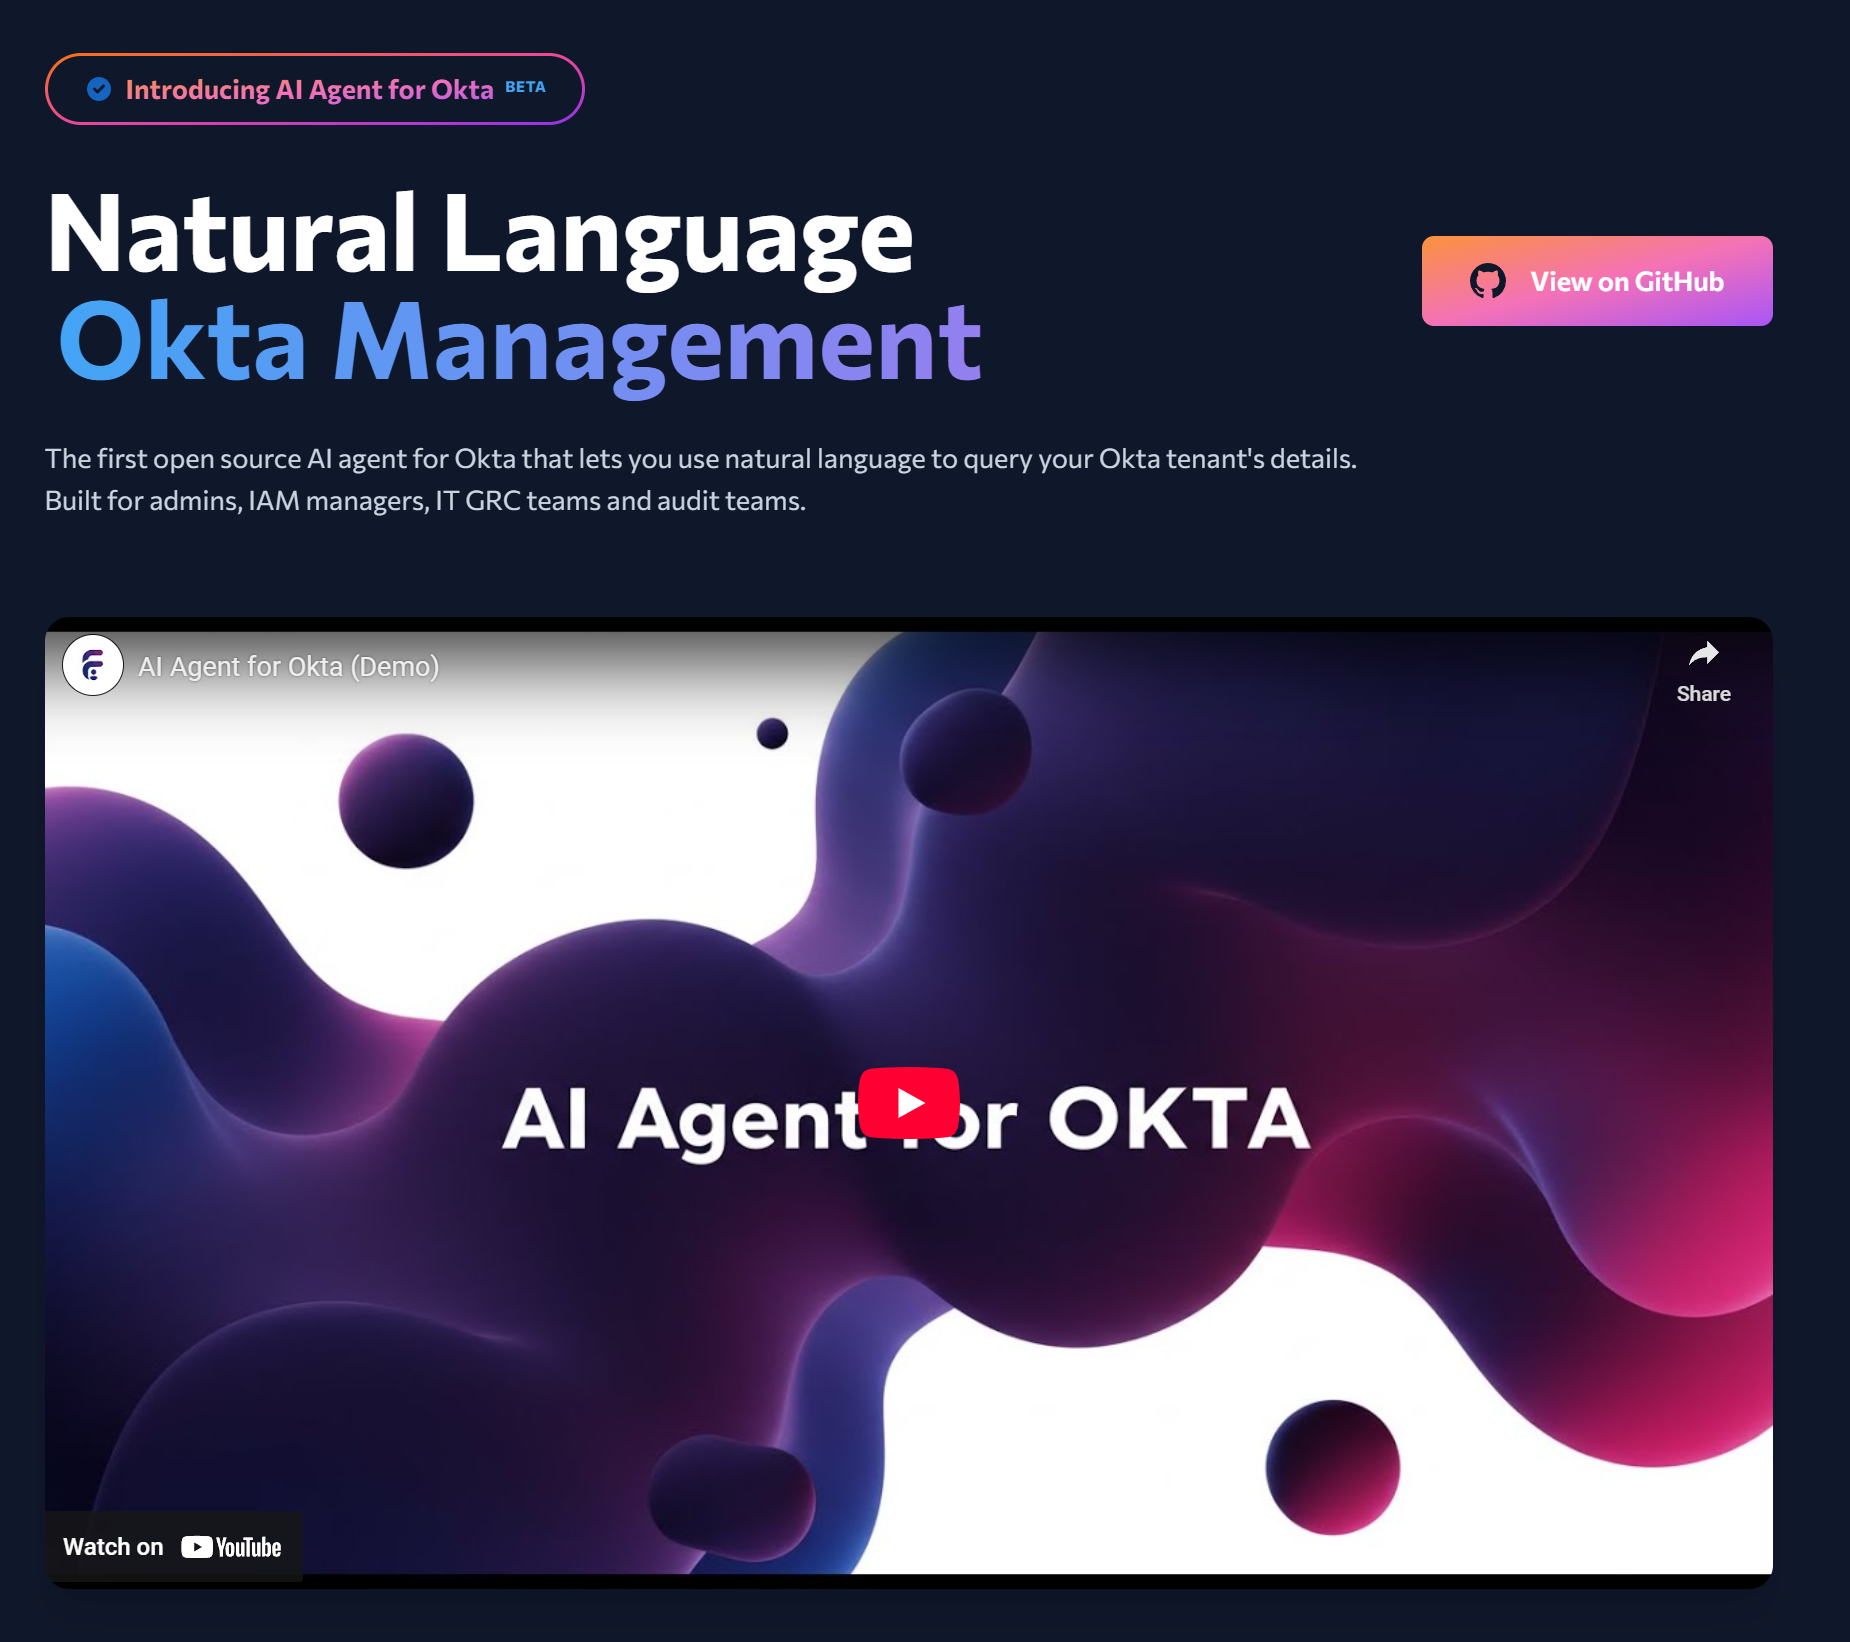 Introducing AI Agent for Okta BETA
Natural Language
Okta Management
View on GitHub
The first open source AI agent for Okta that lets you use natural language to query your Okta tenant's details.
Built for admins, IAM managers, IT GRC teams and audit teams.
AI Agent for Okta (Demo)
Share
AI Agent for OKTA
Watch on YouTube